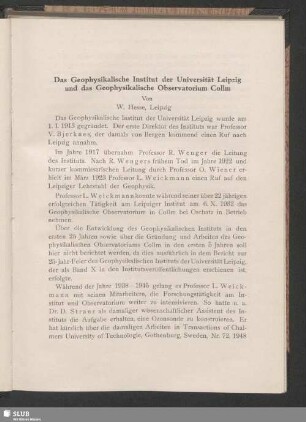 Das Geophysikalische Institut der Universität Leipzig
und das Geophysikalische Observatorium Collm
Von
W. Hesse, Leipzig
Das Geophysikalische Institut der Universität Leipzig wurde am
1. 1. 1913 gegründet. Der erste Direktor des Instituts war Professor
V. Bjerknes, der damals von Bergen kommend einen Ruf nach
Leipzig annahm.
Im Jahre 1917 übernahm Professor R. Wenger die Leitung
des Instituts. Nach R. Wengers frühem Tod im Jahre 1922 und
kurzer kommissarischen Leitung durch Professor O. Wiener er-
hielt im März 1923 Professor L. Weickmann einen Ruf auf den
Leipziger Lehrstuhl der Geophysik.
Professor L. Weickmann konnte während seiner über 22 jährigen
erfolgreichen Tätigkeit am Leipziger Institut am 6. X. 1932 das
Geophysikalische Observatorium in Collm bei Oschatz in Betrieb
nehmen.
Über die Entwicklung des Geophysikalischen Instituts in den
ersten 25 Jahren sowie über die Gründung und Arbeiten des Geo-
physikalischen Observatoriums Collm in den ersten 5 Jahren soll
hier nicht berichtet werden, da dies ausführlich in dem Bericht zur
25-Jahr-Feier des Geophysikalischen Instituts der Universität Leipzig,
der als Band X in den Institutsveröffentlichungen erschienen ist,
erfolgte.
Während der Jahre 1938–1945 gelang es Professor L. Weick-
mann mit seinen Mitarbeitern, die Forschungstätigkeit am Insti-
tut und Observatorium weiter zu intensivieren. So hatte u. a.
Dr. D. Stranz als damaliger wissenschaftlicher Assistent des In-
stituts die Aufgabe erhalten, eine Ozonsonde zu konstruieren. Er
hat kürzlich über die damaligen Arbeiten in Transactions of Chal-
mers University of Technology, Gothenburg, Sweden, Nr. 72, 1948
SLUB